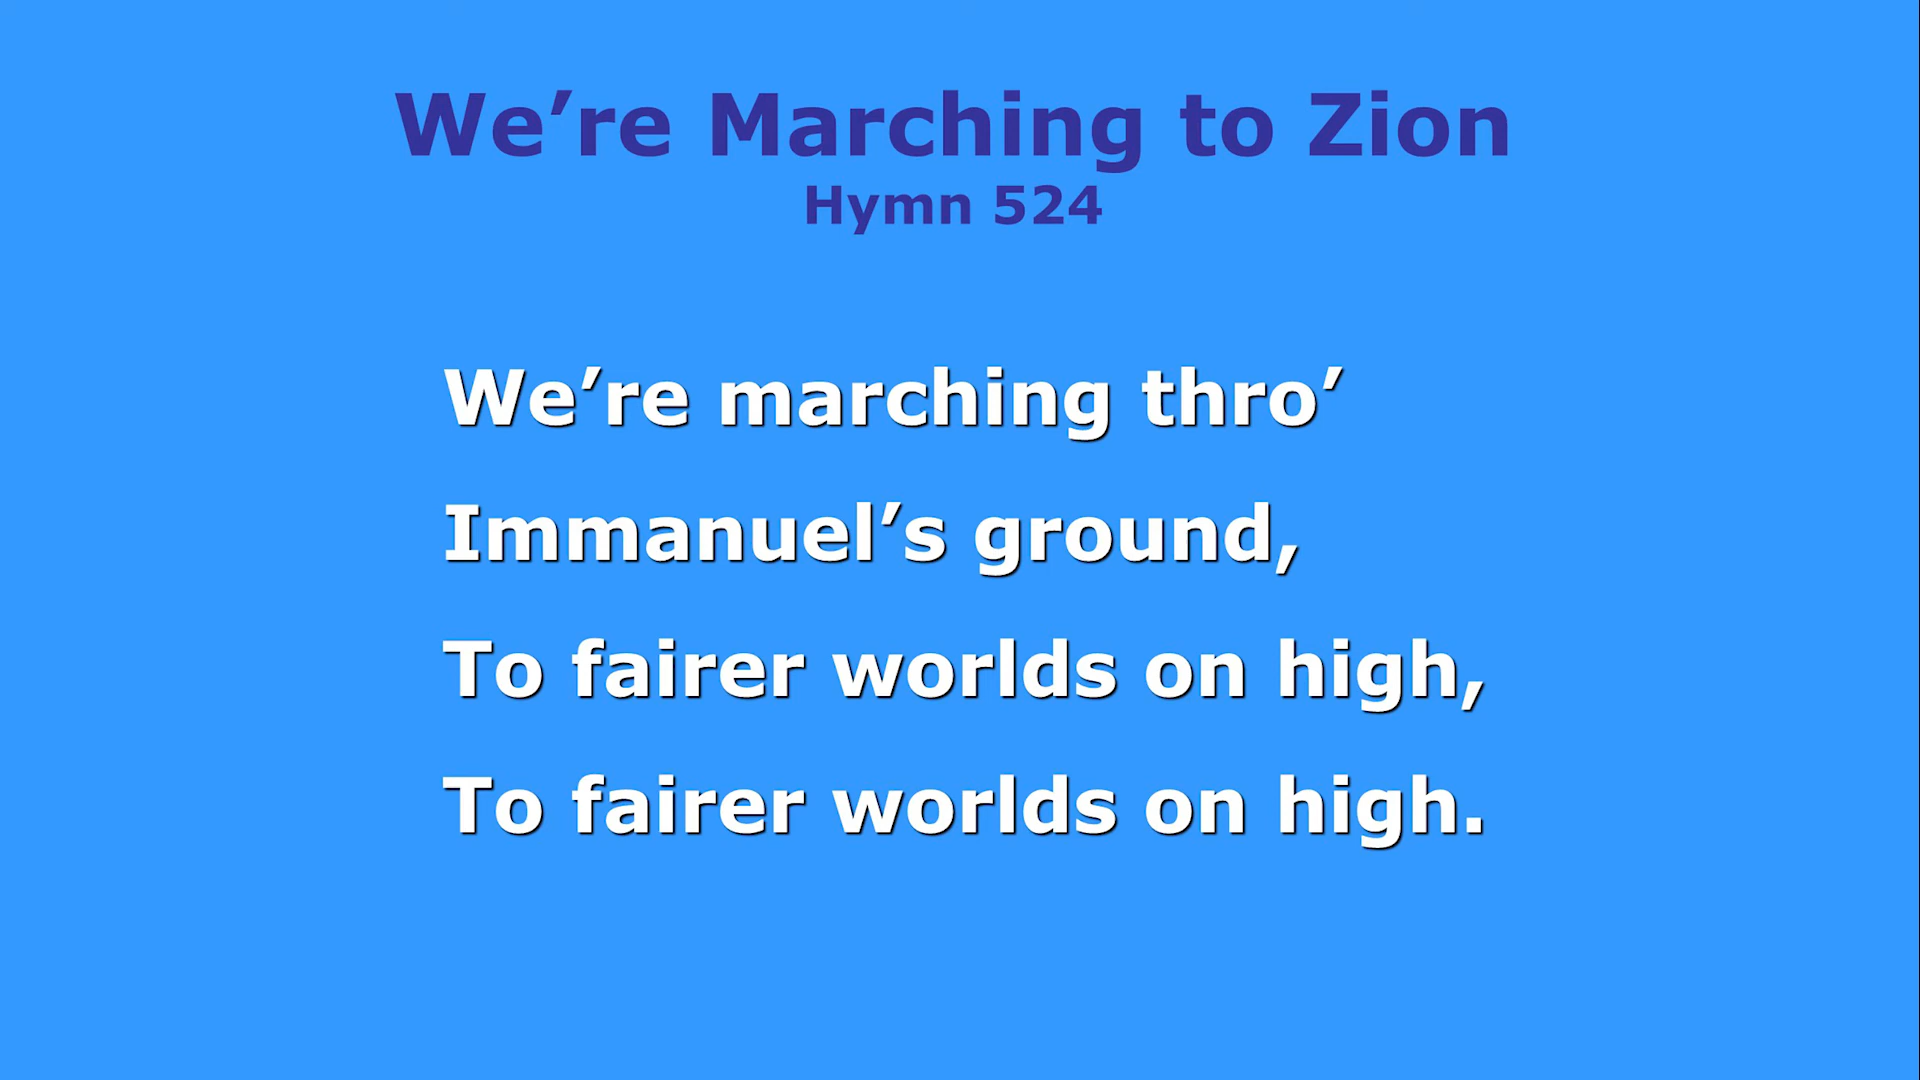 We’re Marching to Zion
Hymn 524
We’re marching thro’
Immanuel’s ground,
To fairer worlds on high,
To fairer worlds on high.